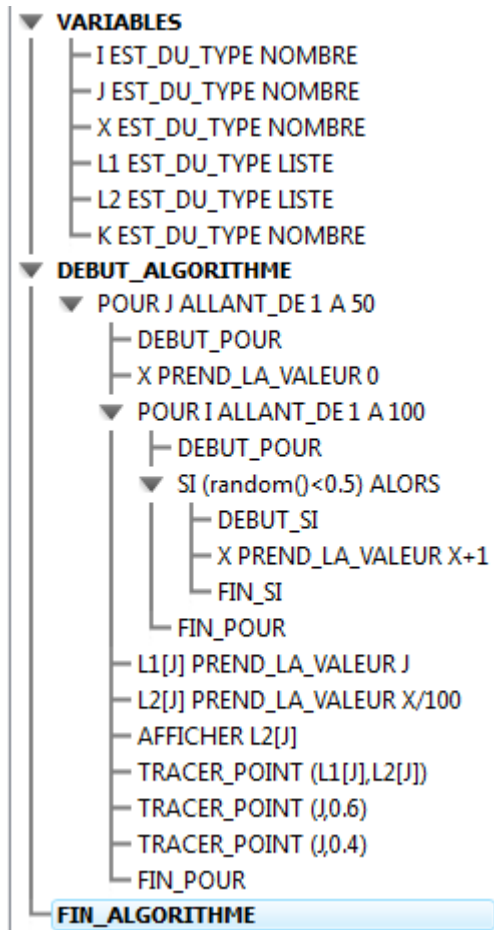 VARIABLES
I EST_DU_TYPE NOMBRE
J EST_DU_TYPE NOMBRE
X EST_DU_TYPE NOMBRE
L1 EST_DU_TYPE LISTE
L2 EST_DU_TYPE LISTE
K EST_DU_TYPE NOMBRE
DEBUT_ALGORITHME
POUR J ALLANT_DE 1 A 50
DEBUT_POUR
X PREND_LA_VALEUR 0
POUR I ALLANT_DE 1 A 100
DEBUT_POUR
SI (random()<0.5) ALORS
DEBUT_SI
X PREND_LA_VALEUR X+1
FIN_SI
FIN_POUR
L1[J] PREND_LA_VALEUR J
L2[J] PREND_LA_VALEUR X/100
AFFICHER L2[J]
TRACER_POINT (L1[J],L2[J])
TRACER_POINT (J,0.6)
TRACER_POINT (J,0.4)
FIN_POUR
FIN_ALGORITHME